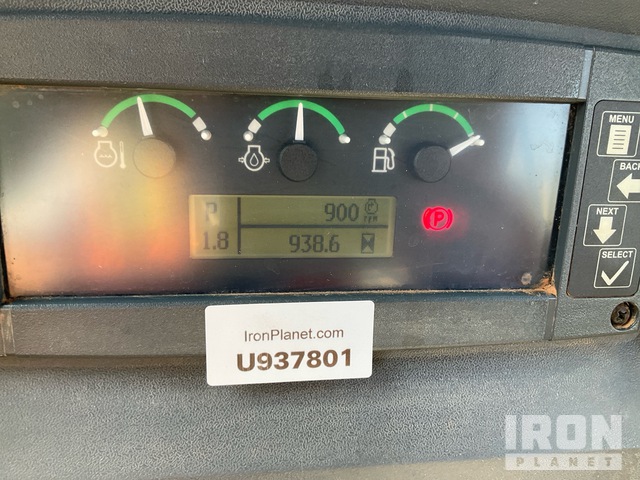 MENU
BACK
NEXT
SELECT
P 900 rpm
1.8 938.6
P
IronPlanet.com
U937801
IRON
PLANET